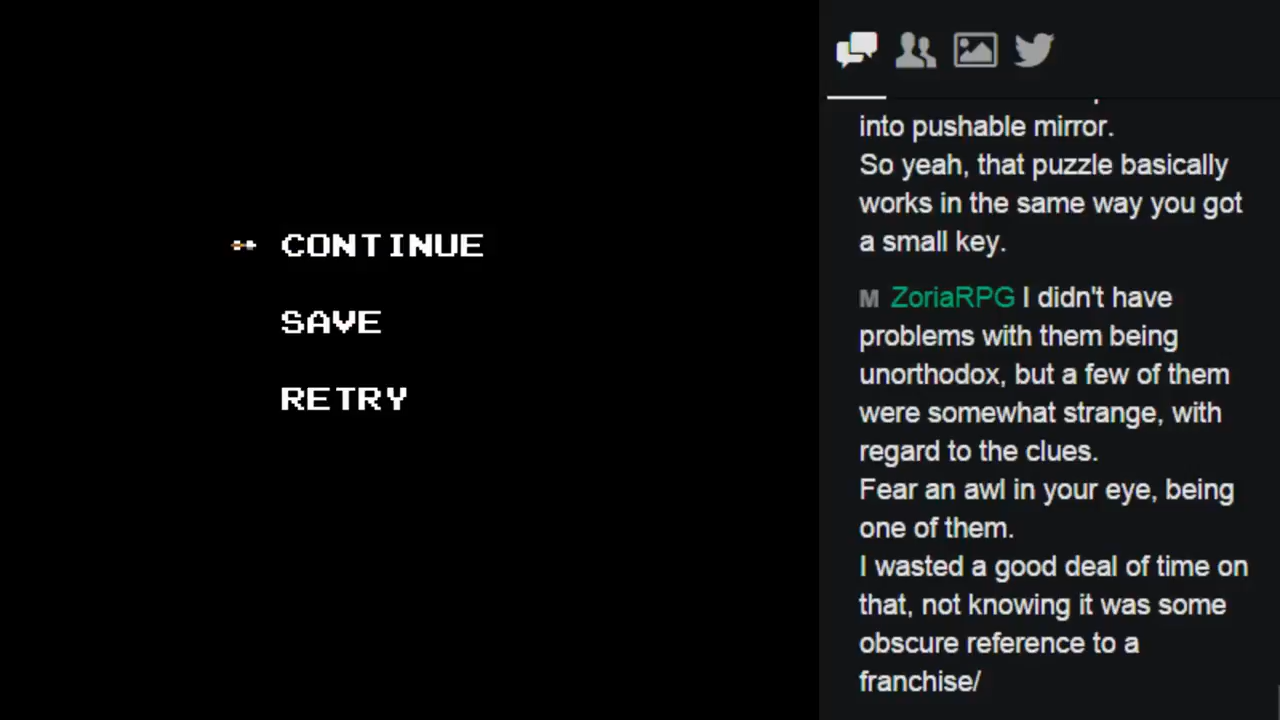 CONTINUE
SAVE
RETRY
into pushable mirror.
So yeah, that puzzle basically
works in the same way you got
a small key.
M ZoriaRPG I didn't have
problems with them being
unorthodox, but a few of them
were somewhat strange, with
regard to the clues.
Fear an awl in your eye, being
one of them.
I wasted a good deal of time on
that, not knowing it was some
obscure reference to a
franchise/